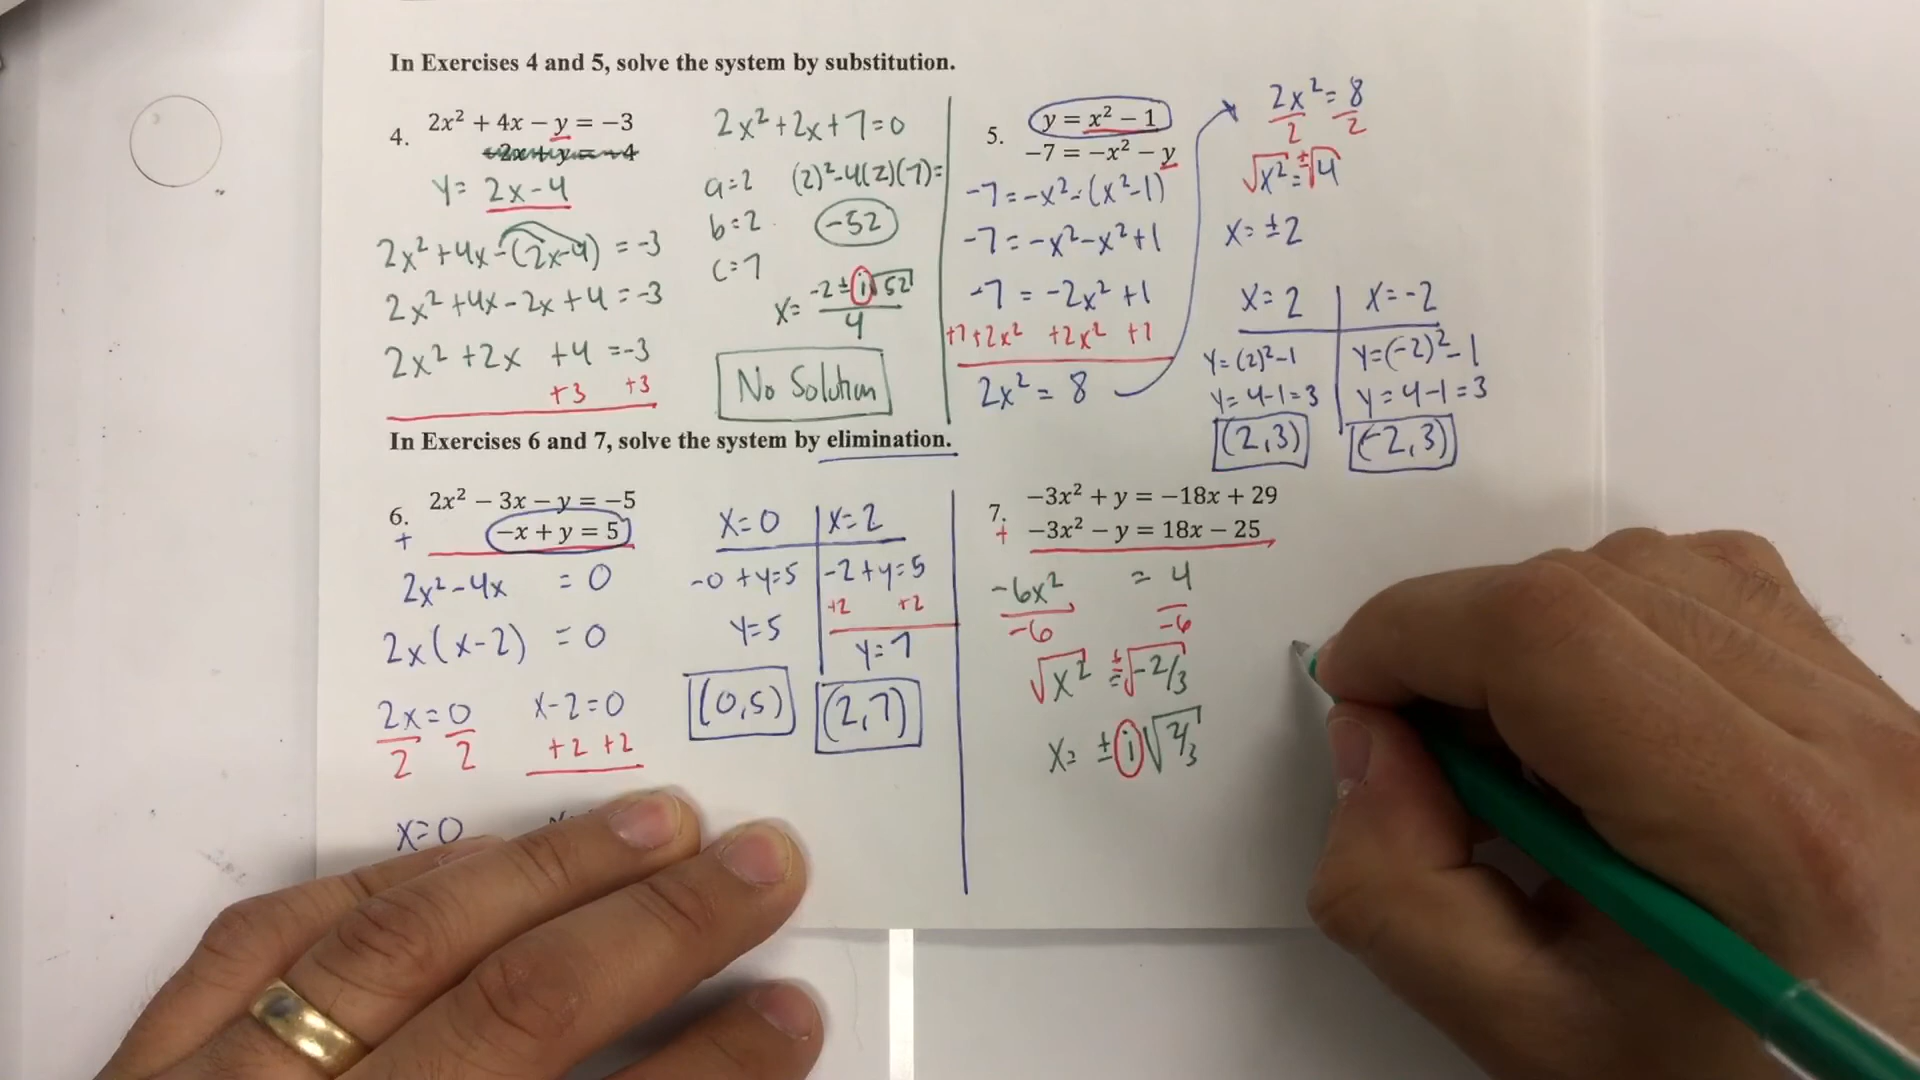 In Exercises 4 and 5, solve the system by substitution.
4.
2x² + 4x − y = −3
−2x + y = −4
y = 2x-4
2x² + 4x - (2x-4) = -3
2x² + 4x - 2x + 4 = -3
2x² + 2x + 4 = -3
+3 +3
2x² + 2x + 7 = 0
a=2 (2)²-4(2)(7)=
b=2 -52
c=7
x= -2 ± i√52 / 4
No Solution
5.
y = x² − 1
−7 = −x² − y
-7 = -x² - (x²-1)
-7 = -x² - x² + 1
-7 = -2x² + 1
+7 +2x² +2x² +7
2x² = 8
2x² = 8
2 2
√x² = ±√4
x = ±2
x = 2 x = -2
y = (2)²-1 y = (-2)²-1
y = 4-1 = 3 y = 4-1 = 3
(2,3) (-2,3)
In Exercises 6 and 7, solve the system by elimination.
6.
2x² − 3x − y = −5
+ −x + y = 5
2x² - 4x = 0
2x(x-2) = 0
2x = 0 x-2 = 0
2 2 +2 +2
x = 0
x = 0 x = 2
-0 + y = 5 -2 + y = 5
+2 +2
y = 5 y = 7
(0,5) (2,7)
7.
−3x² + y = −18x + 29
+ −3x² − y = 18x − 25
-6x² = 4
-6 -6
√x² = ±√-2/3
x = ± i √2/3